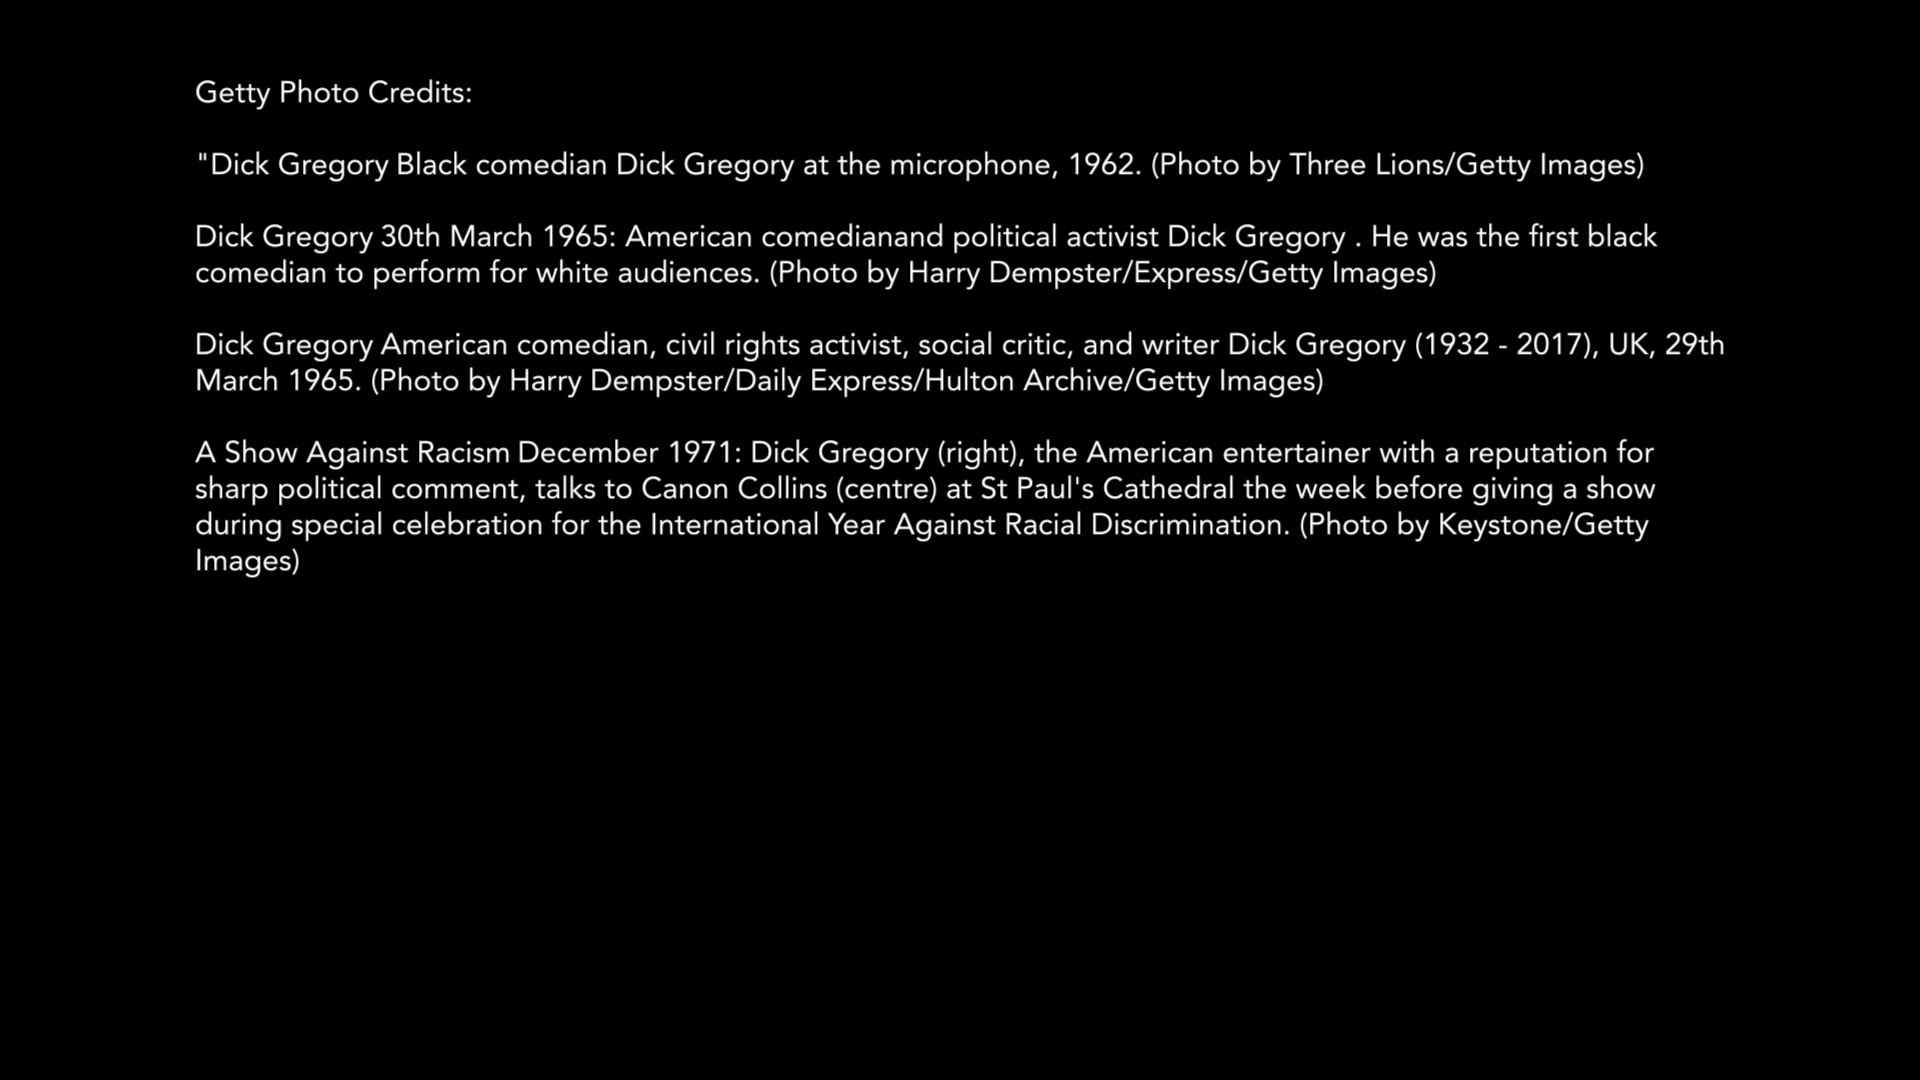 Getty Photo Credits:
"Dick Gregory Black comedian Dick Gregory at the microphone, 1962. (Photo by Three Lions/Getty Images)
Dick Gregory 30th March 1965: American comedianand political activist Dick Gregory . He was the first black
comedian to perform for white audiences. (Photo by Harry Dempster/Express/Getty Images)
Dick Gregory American comedian, civil rights activist, social critic, and writer Dick Gregory (1932 - 2017), UK, 29th
March 1965. (Photo by Harry Dempster/Daily Express/Hulton Archive/Getty Images)
A Show Against Racism December 1971: Dick Gregory (right), the American entertainer with a reputation for
sharp political comment, talks to Canon Collins (centre) at St Paul's Cathedral the week before giving a show
during special celebration for the International Year Against Racial Discrimination. (Photo by Keystone/Getty
Images)